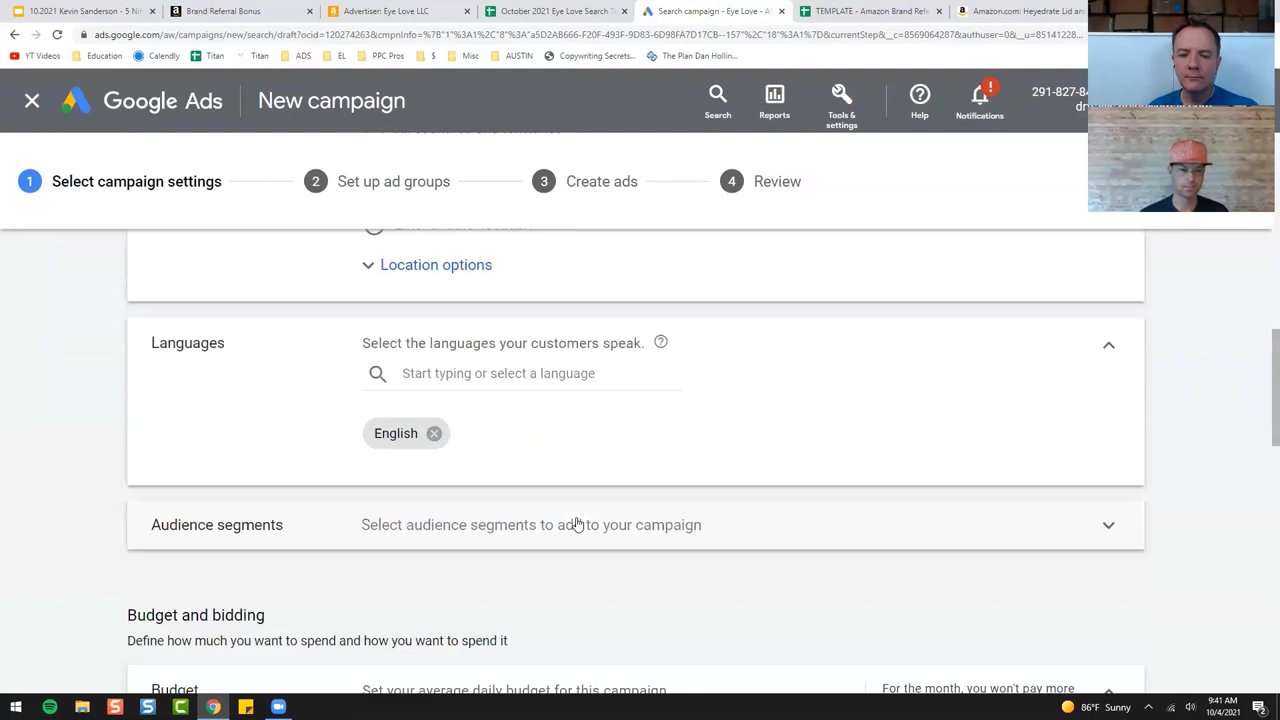 10.2021 Kevin Sanderson - 5 Nin
Brand Referral Bonus
Advertiser: Eye Love LLC
October 2021 Eye Love Search T
Search campaign - Eye Love - A
TEMPLATE - Amazon Brand Refe
Amazon.com: Heyedrate Lid an
YT Videos
Education
Calendly
Titan
Titan
ADS
EL
PPC Pros
$
Misc
AUSTIN
Copywriting Secrets...
The Plan Dan Hollin...
Google Ads
New campaign
Search
Reports
Tools & settings
Help
Notifications
1 Select campaign settings
2 Set up ad groups
3 Create ads
4 Review
Location options
Languages
Select the languages your customers speak.
Start typing or select a language
English
Audience segments
Select audience segments to add to your campaign
Budget and bidding
Define how much you want to spend and how you want to spend it
Budget
Set your average daily budget for this campaign
For the month, you won't pay more
86°F Sunny
9:41 AM
10/4/2021